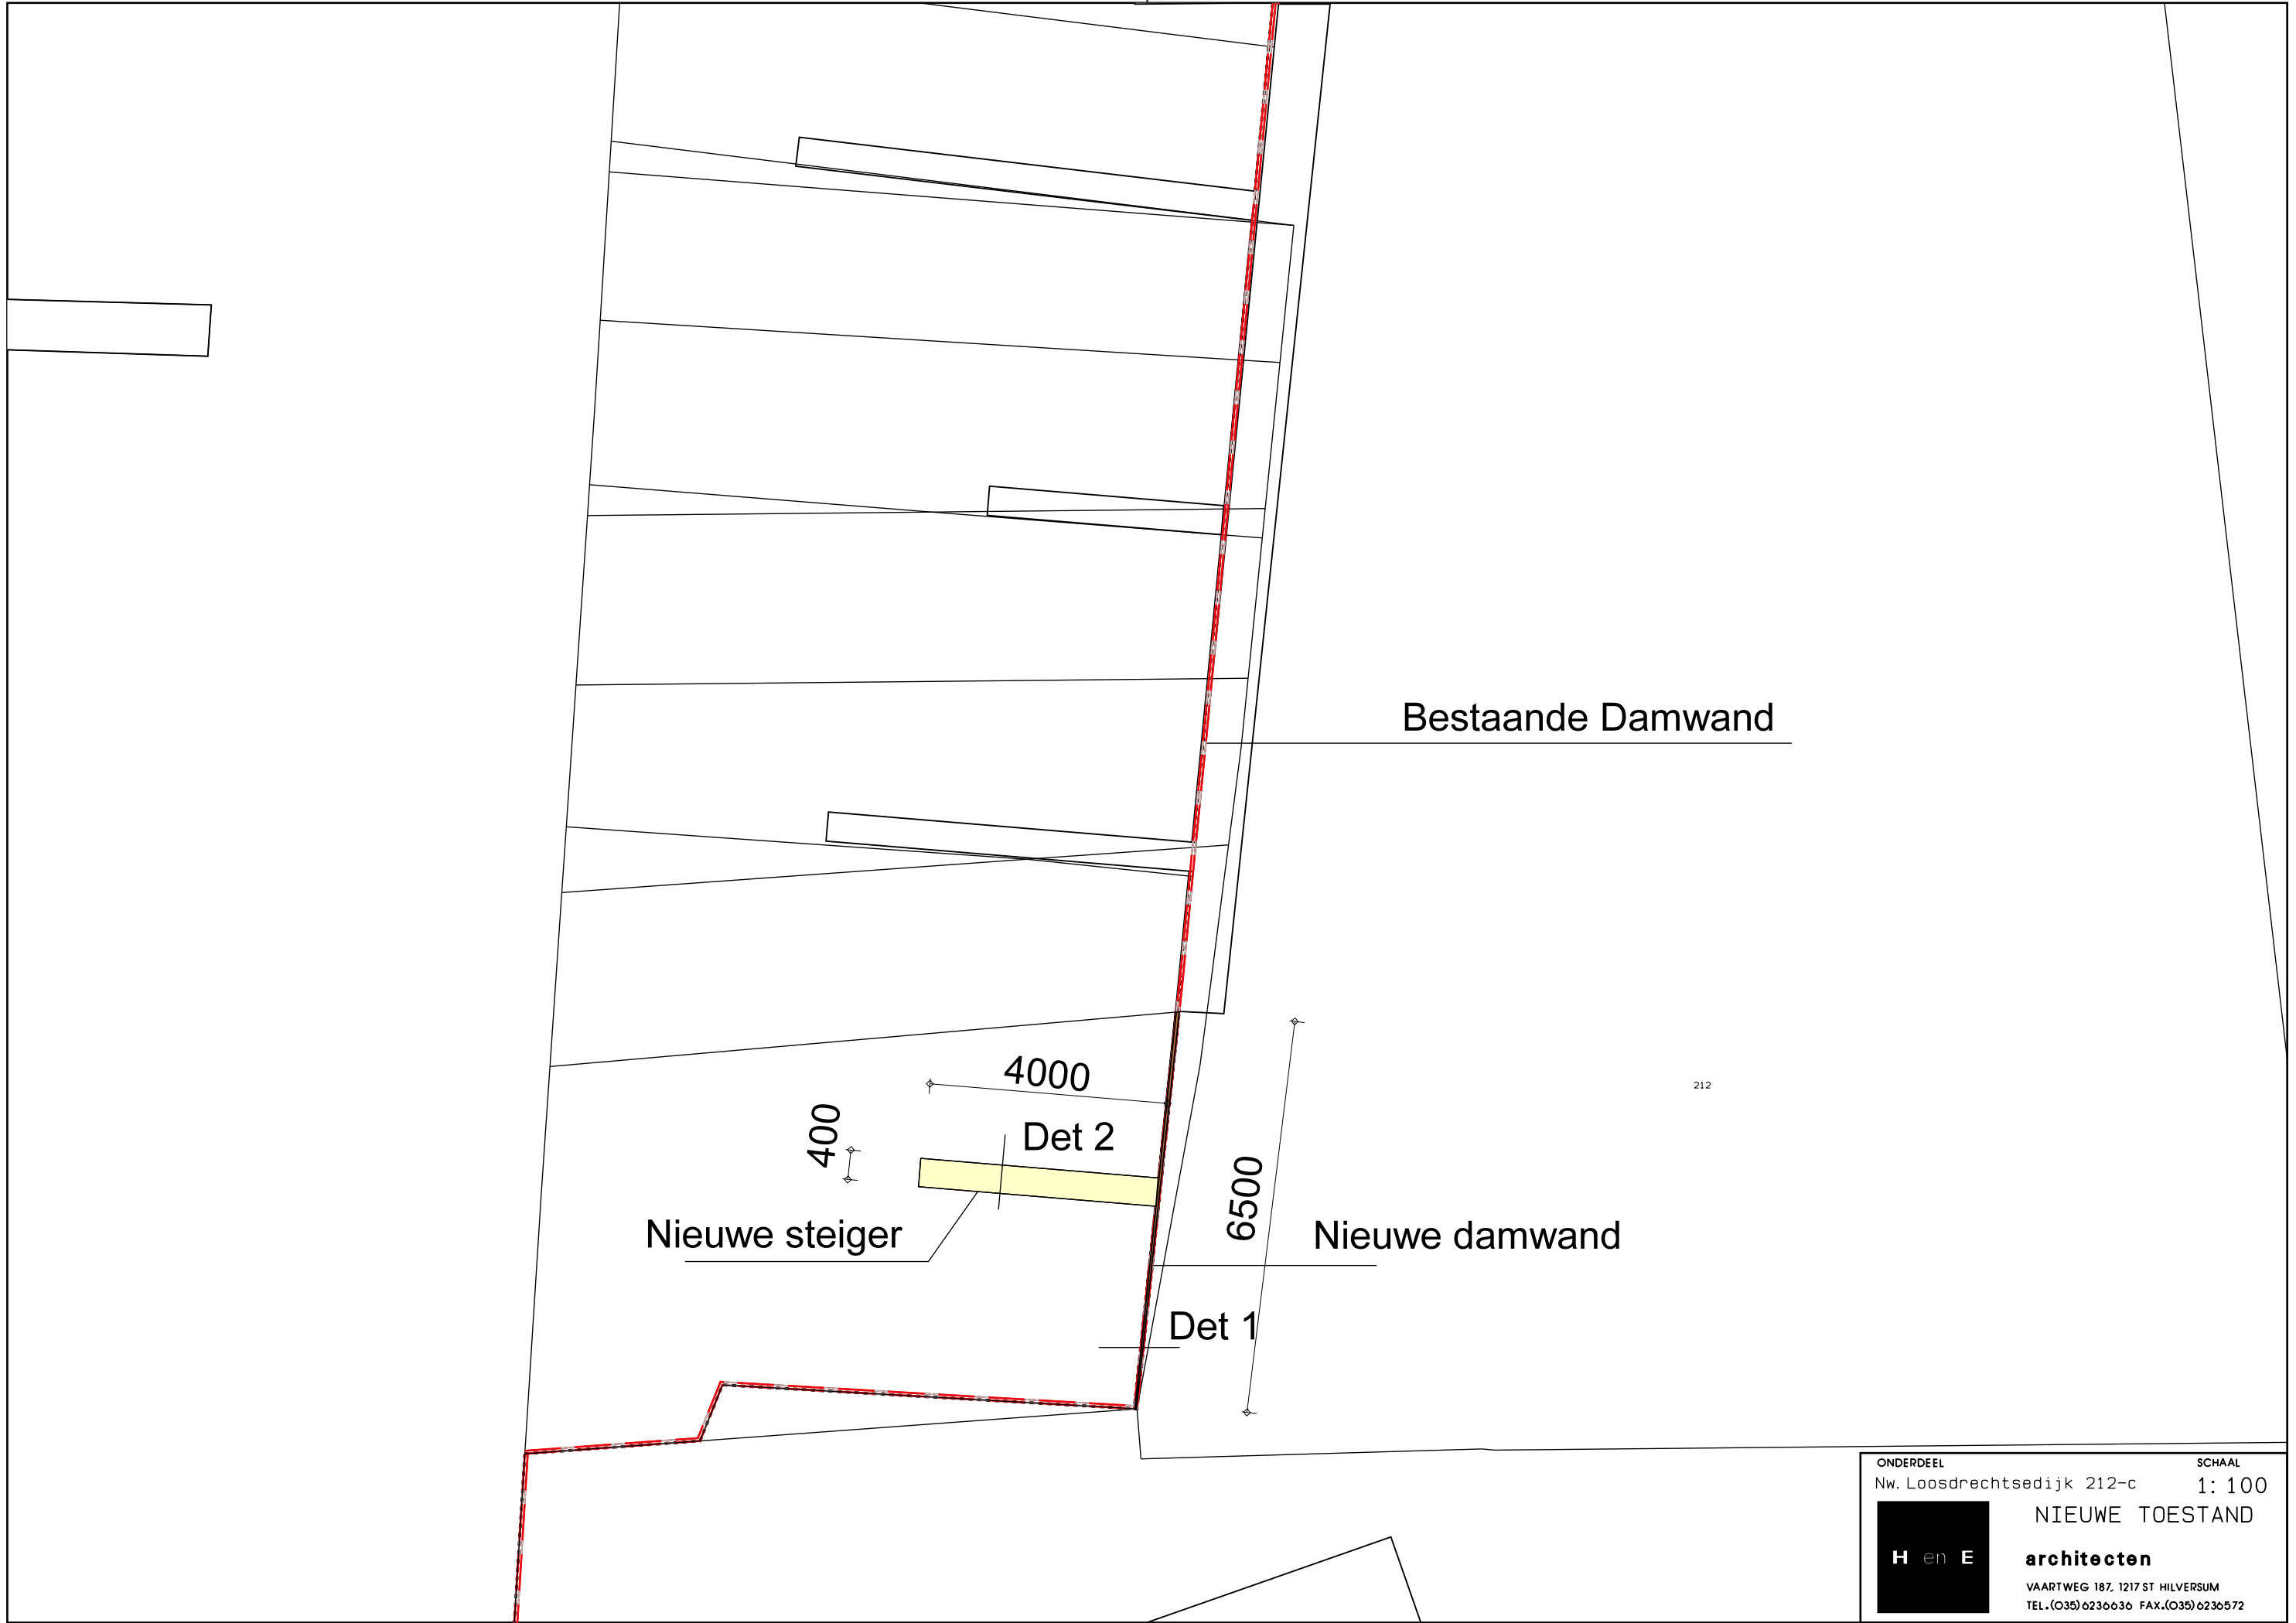 Bestaande Damwand
4000
400
Det 2
212
6500
Nieuwe steiger
Nieuwe damwand
Det 1
ONDERDEEL
SCHAAL
Nw. Loosdrechtsedijk 212-c
1: 100
NIEUWE TOESTAND
H en E
architecten
VAARTWEG 187, 1217 ST HILVERSUM
TEL.(035)6236636 FAX.(035)6236572